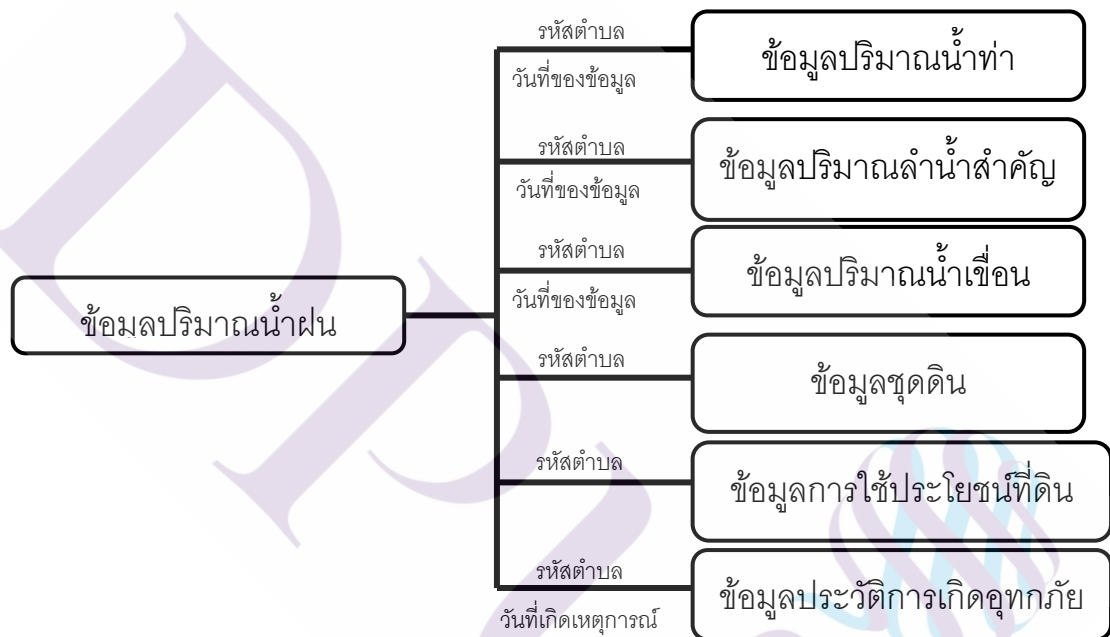 รหัสตำบล
ข้อมูลปริมาณน้ำท่า
วันที่ของข้อมูล
รหัสตำบล
ข้อมูลปริมาณลำน้ำสำคัญ
วันที่ของข้อมูล
รหัสตำบล
ข้อมูลปริมาณน้ำเขื่อน
วันที่ของข้อมูล
ข้อมูลปริมาณน้ำฝน
รหัสตำบล
ข้อมูลชุดดิน
รหัสตำบล
ข้อมูลการใช้ประโยชน์ที่ดิน
รหัสตำบล
ข้อมูลประวัติการเกิดอุทกภัย
วันที่เกิดเหตุการณ์